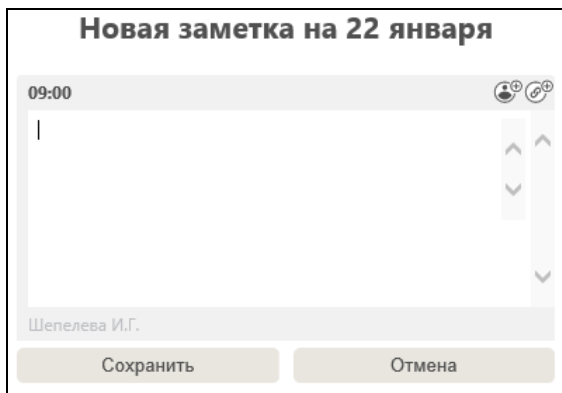 Новая заметка на 22 января
09:00
Шепелева И.Г.
Сохранить
Отмена